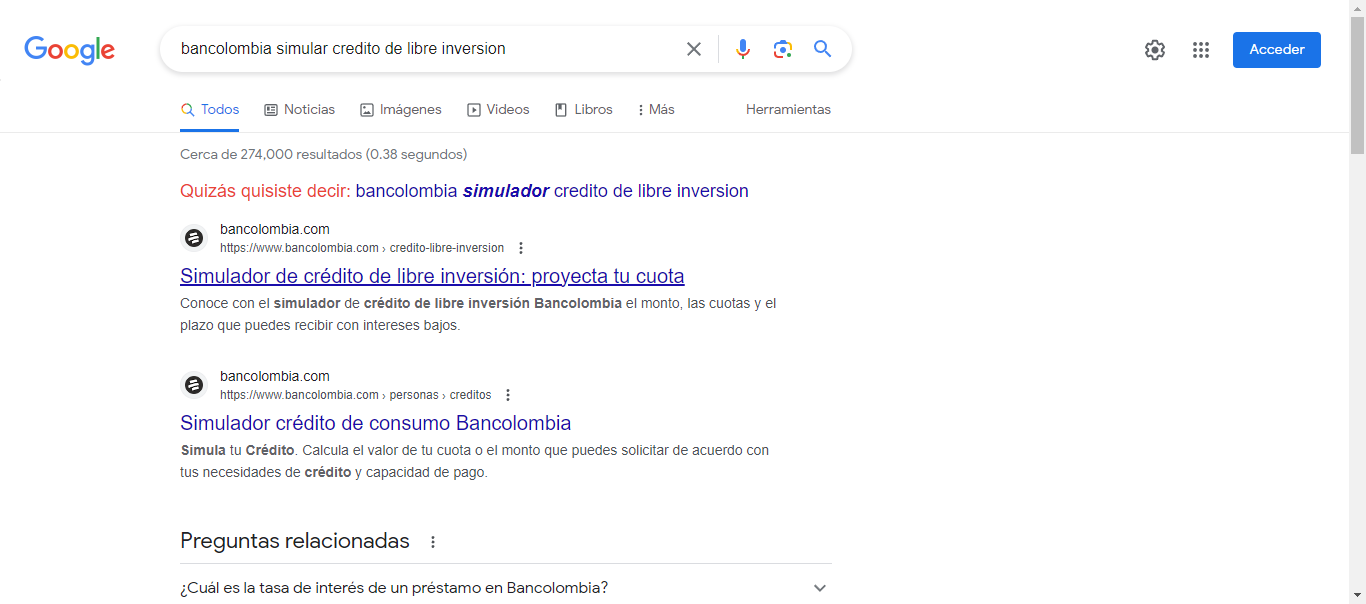 Google
bancolombia simular credito de libre inversion
Acceder
Todos
Noticias
Imágenes
Videos
Libros
Más
Herramientas
Cerca de 274,000 resultados (0.38 segundos)
Quizás quisiste decir: bancolombia simulador credito de libre inversion
bancolombia.com
https://www.bancolombia.com › credito-libre-inversion
Simulador de crédito de libre inversión: proyecta tu cuota
Conoce con el simulador de crédito de libre inversión Bancolombia el monto, las cuotas y el
plazo que puedes recibir con intereses bajos.
bancolombia.com
https://www.bancolombia.com › personas › creditos
Simulador crédito de consumo Bancolombia
Simula tu Crédito. Calcula el valor de tu cuota o el monto que puedes solicitar de acuerdo con
tus necesidades de crédito y capacidad de pago.
Preguntas relacionadas
¿Cuál es la tasa de interés de un préstamo en Bancolombia?